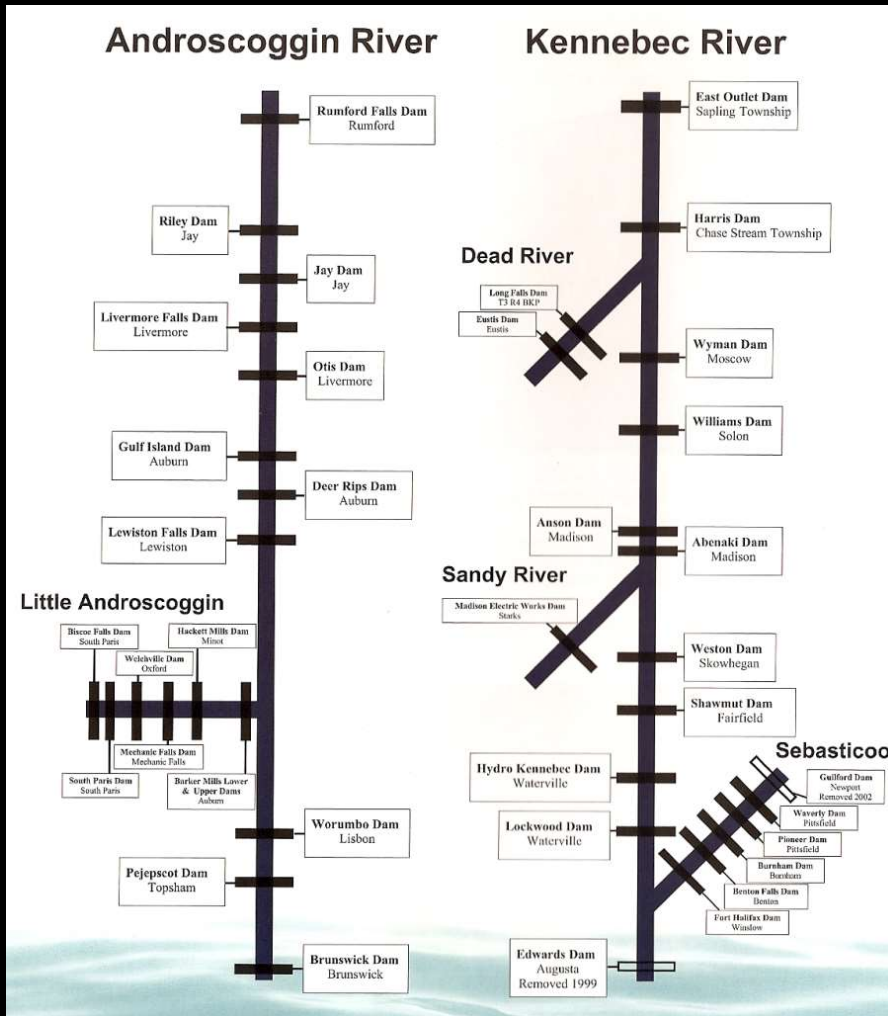 Androscoggin River
Rumford Falls Dam
Rumford
Riley Dam
Jay
Jay Dam
Jay
Livermore Falls Dam
Livermore
Otis Dam
Livermore
Gulf Island Dam
Auburn
Deer Rips Dam
Auburn
Lewiston Falls Dam
Lewiston
Little Androscoggin
Biscoe Falls Dam
South Paris
Hackett Mills Dam
Minot
Welchville Dam
Oxford
Mechanic Falls Dam
Mechanic Falls
South Paris Dam
South Paris
Barker Mills Lower
& Upper Dams
Auburn
Worumbo Dam
Lisbon
Pejepscot Dam
Topsham
Brunswick Dam
Brunswick
Kennebec River
East Outlet Dam
Sapling Township
Harris Dam
Chase Stream Township
Dead River
Long Falls Dam
T3 R4 BKP
Eustis Dam
Eustis
Wyman Dam
Moscow
Williams Dam
Solon
Anson Dam
Madison
Abenaki Dam
Madison
Sandy River
Madison Electric Works Dam
Starks
Weston Dam
Skowhegan
Shawmut Dam
Fairfield
Sebasticoo
Guilford Dam
Newport
Removed 2002
Hydro Kennebec Dam
Waterville
Waverly Dam
Pittsfield
Lockwood Dam
Waterville
Pioneer Dam
Pittsfield
Burnham Dam
Burnham
Benton Falls Dam
Benton
Fort Halifax Dam
Winslow
Edwards Dam
Augusta
Removed 1999